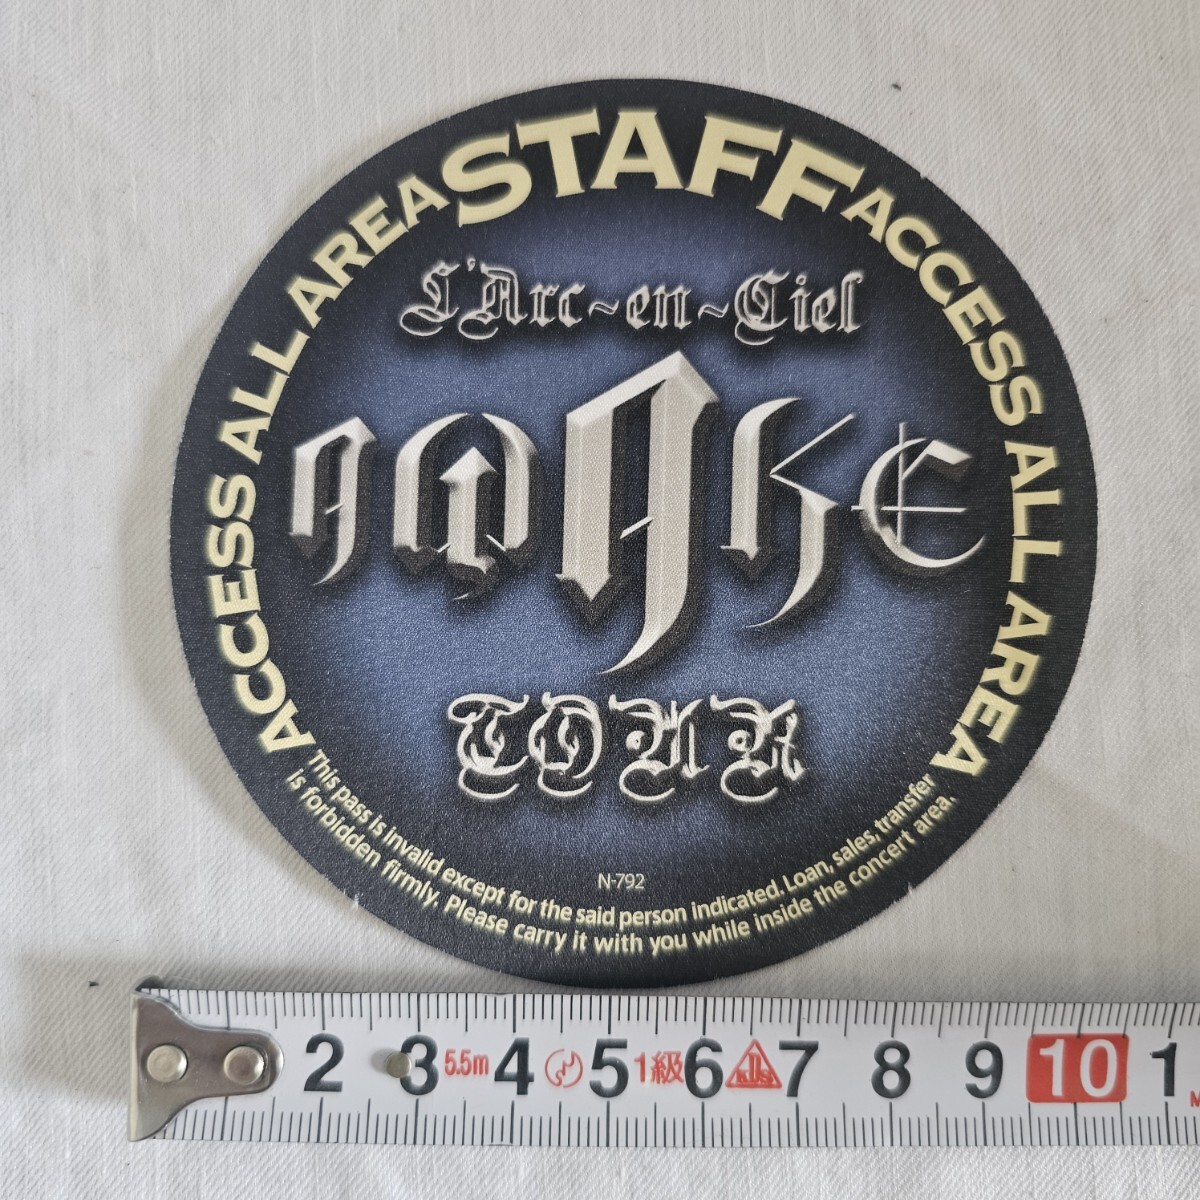 ACCESS ALL AREA STAFF ACCESS ALL AREA
L'Arc~en~Ciel
AWAKE
TOUR
N-792
This pass is invalid except for the said person indicated. Loan, sales, transfer
is forbidden firmly. Please carry it with you while inside the concert area.
2 3 5.5m 4 5 1級 6 KDS 7 8 9 10 1